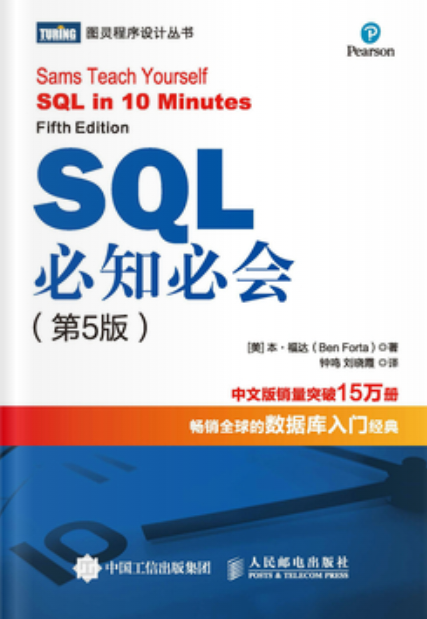 TURING 图灵程序设计丛书
Pearson
Sams Teach Yourself
SQL in 10 Minutes
Fifth Edition
SQL
必知必会
（第5版）
[美] 本·福达（Ben Forta）◎著
钟鸣 刘晓霞 ◎译
中文版销量突破15万册
畅销全球的数据库入门经典
10
9
中国工信出版集团
人民邮电出版社
POSTS & TELECOM PRESS